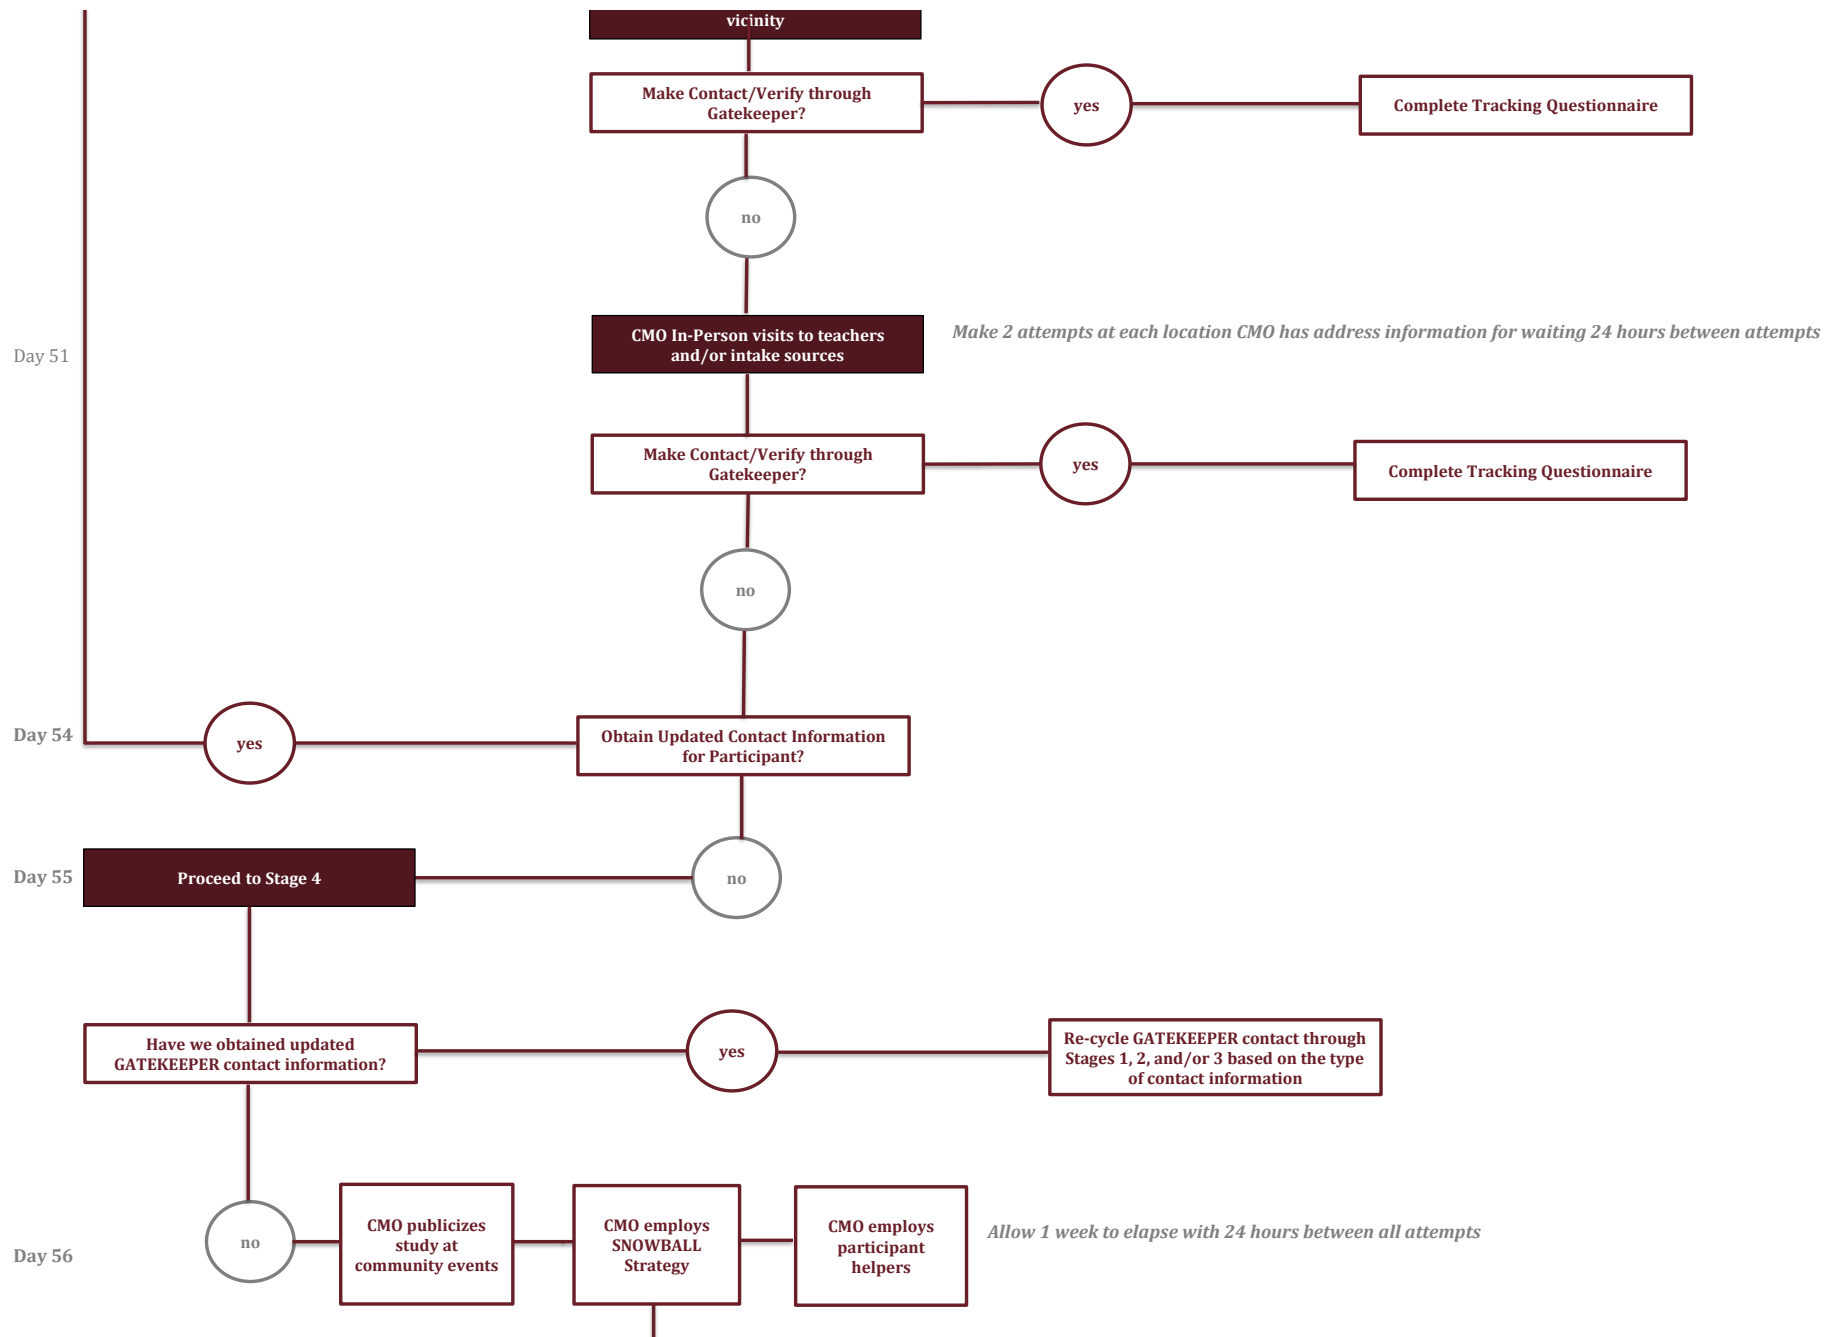 vicinity
Make Contact/Verify through
Gatekeeper?
yes
Complete Tracking Questionnaire
no
Day 51
CMO In-Person visits to teachers
and/or intake sources
Make 2 attempts at each location CMO has address information for waiting 24 hours between attempts
Make Contact/Verify through
Gatekeeper?
yes
Complete Tracking Questionnaire
no
Day 54
yes
Obtain Updated Contact Information
for Participant?
Day 55
Proceed to Stage 4
no
Have we obtained updated
GATEKEEPER contact information?
yes
Re-cycle GATEKEEPER contact through
Stages 1, 2, and/or 3 based on the type
of contact information
Day 56
no
CMO publicizes
study at
community events
CMO employs
SNOWBALL
Strategy
CMO employs
participant
helpers
Allow 1 week to elapse with 24 hours between all attempts